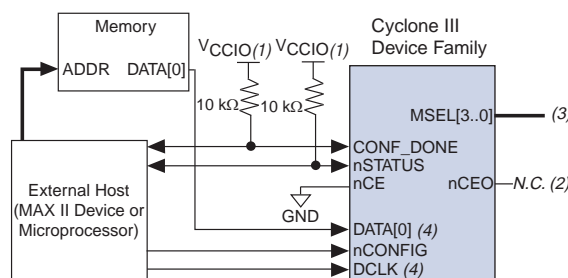 Memory
ADDR DATA[0]
VCCIO(1) VCCIO(1)
10 kΩ 10 kΩ
Cyclone III
Device Family
MSEL[3..0] (3)
CONF_DONE
nSTATUS
nCE nCEO N.C. (2)
GND
External Host
(MAX II Device or
Microprocessor)
DATA[0] (4)
nCONFIG
DCLK (4)